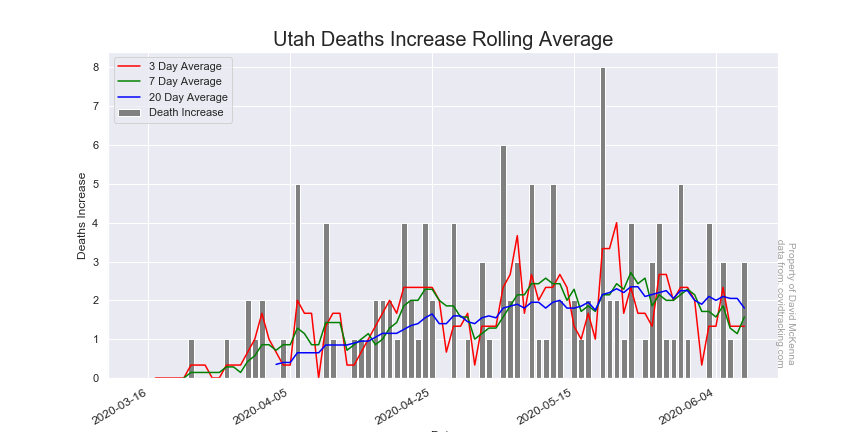 Utah Deaths Increase Rolling Average
3 Day Average
7 Day Average
20 Day Average
Death Increase
8
7
6
5
4
3
2
1
0
Deaths Increase
2020-03-16
2020-04-05
2020-04-25
2020-05-15
2020-06-04
Property of David McKenna
data from: covidtracking.com